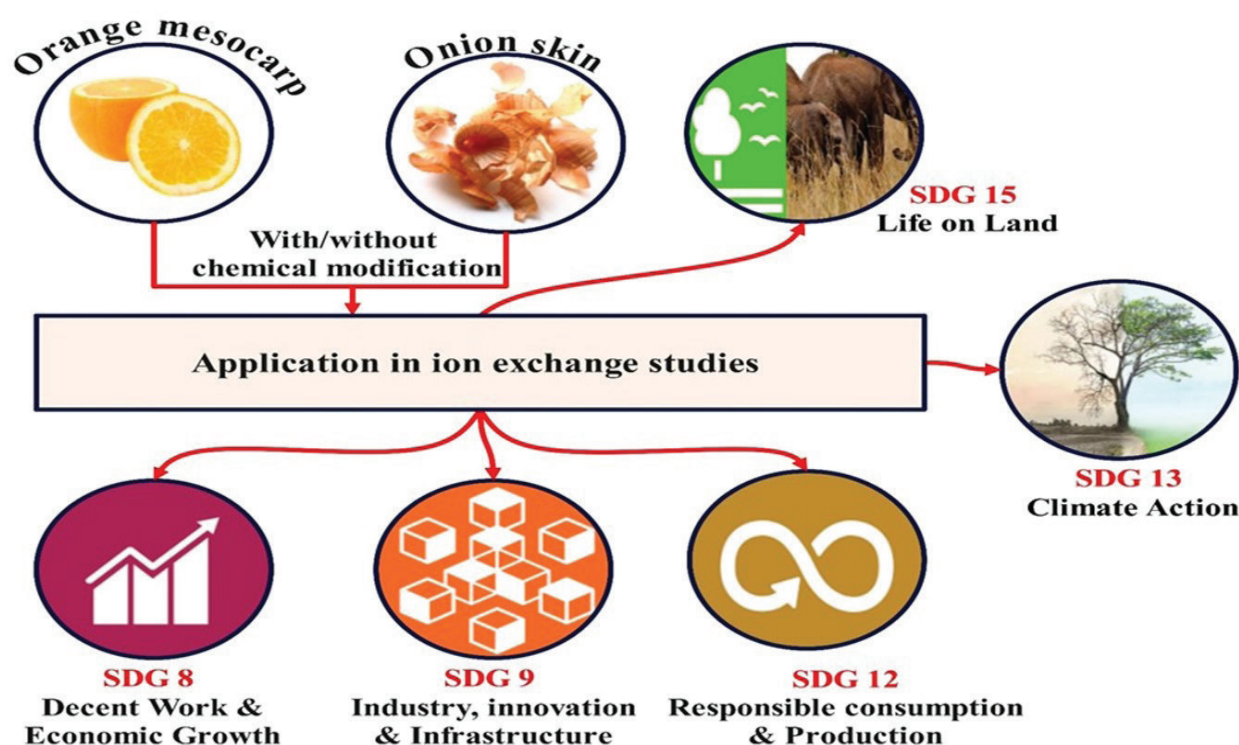 Orange mesocarp
Onion skin
With/without
chemical modification
SDG 15
Life on Land
Application in ion exchange studies
SDG 13
Climate Action
SDG 8
Decent Work &
Economic Growth
SDG 9
Industry, innovation
& Infrastructure
SDG 12
Responsible consumption
& Production